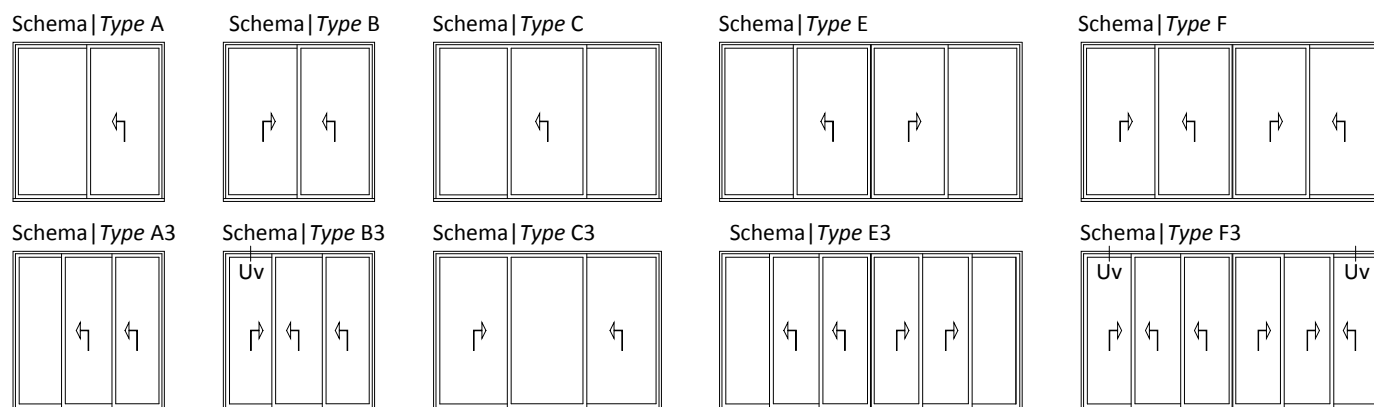 Schema|Type A
Schema|Type B
Schema|Type C
Schema|Type E
Schema|Type F
Schema|Type A3
Schema|Type B3
Uv
Schema|Type C3
Schema|Type E3
Schema|Type F3
Uv
Uv